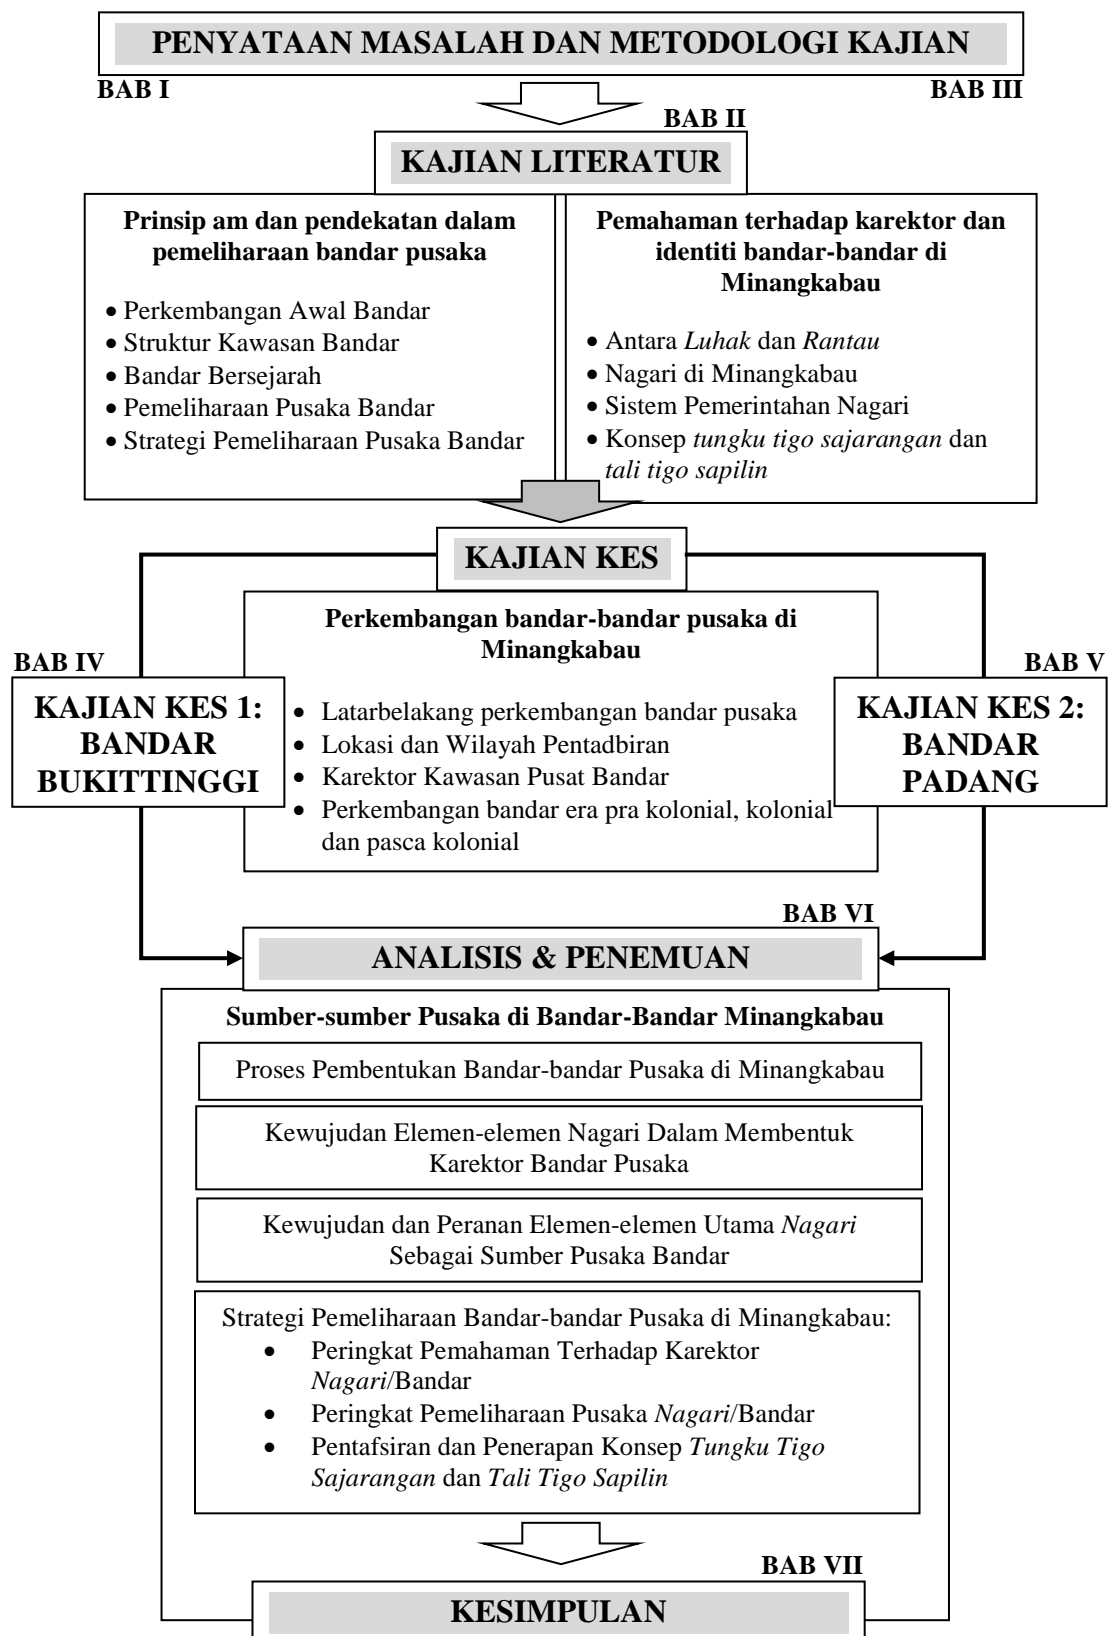 PENYATAAN MASALAH DAN METODOLOGI KAJIAN
BAB I
BAB III
BAB II
KAJIAN LITERATUR
Prinsip am dan pendekatan dalam
pemeliharaan bandar pusaka
• Perkembangan Awal Bandar
• Struktur Kawasan Bandar
• Bandar Bersejarah
• Pemeliharaan Pusaka Bandar
• Strategi Pemeliharaan Pusaka Bandar
Pemahaman terhadap karektor dan
identiti bandar-bandar di
Minangkabau
• Antara Luhak dan Rantau
• Nagari di Minangkabau
• Sistem Pemerintahan Nagari
• Konsep tungku tigo sajarangan dan
tali tigo sapilin
KAJIAN KES
Perkembangan bandar-bandar pusaka di
Minangkabau
• Latarbelakang perkembangan bandar pusaka
• Lokasi dan Wilayah Pentadbiran
• Karektor Kawasan Pusat Bandar
• Perkembangan bandar era pra kolonial, kolonial
dan pasca kolonial
BAB IV
KAJIAN KES 1:
BANDAR
BUKITTINGGI
BAB V
KAJIAN KES 2:
BANDAR
PADANG
BAB VI
ANALISIS & PENEMUAN
Sumber-sumber Pusaka di Bandar-Bandar Minangkabau
Proses Pembentukan Bandar-bandar Pusaka di Minangkabau
Kewujudan Elemen-elemen Nagari Dalam Membentuk
Karektor Bandar Pusaka
Kewujudan dan Peranan Elemen-elemen Utama Nagari
Sebagai Sumber Pusaka Bandar
Strategi Pemeliharaan Bandar-bandar Pusaka di Minangkabau:
• Peringkat Pemahaman Terhadap Karektor
Nagari/Bandar
• Peringkat Pemeliharaan Pusaka Nagari/Bandar
• Pentafsiran dan Penerapan Konsep Tungku Tigo
Sajarangan dan Tali Tigo Sapilin
BAB VII
KESIMPULAN